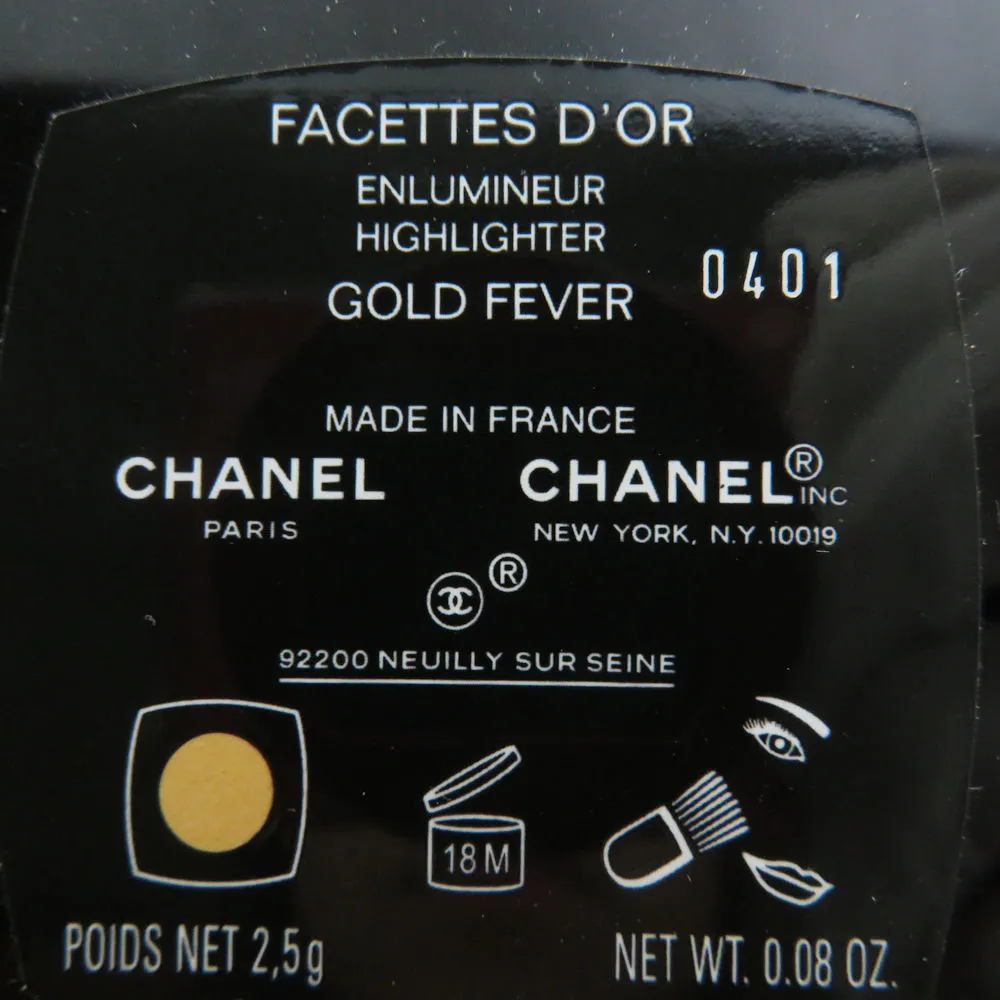 FACETTES D'OR
ENLUMINEUR
HIGHLIGHTER
GOLD FEVER
0401
MADE IN FRANCE
CHANEL
PARIS
CHANEL® INC
NEW YORK, N.Y. 10019
®
92200 NEUILLY SUR SEINE
18 M
POIDS NET 2,5g
NET WT. 0.08 OZ.